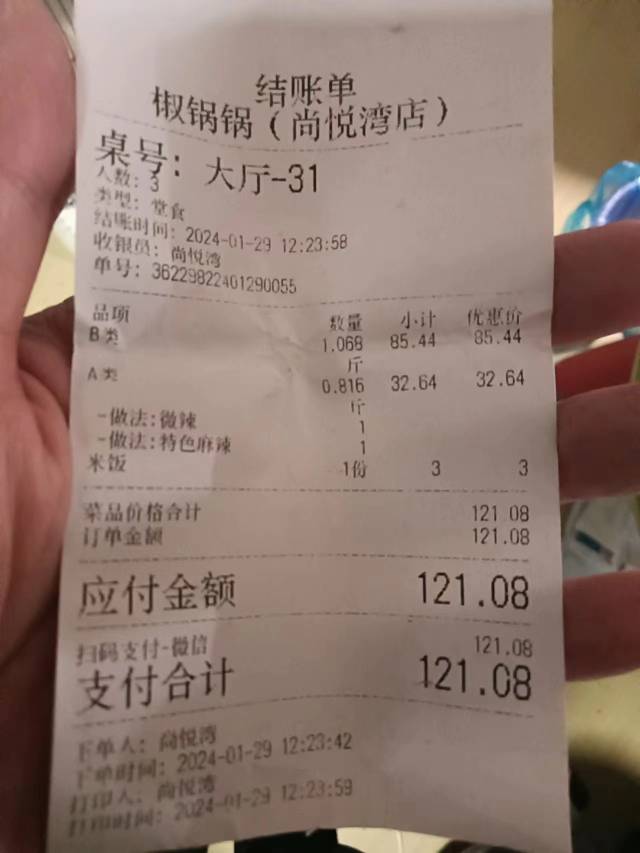 结账单
椒锅锅（尚悦湾店）
桌号：大厅-31
人数：3
类型：堂食
结账时间：2024-01-29 12:23:58
收银员：尚悦湾
单号：36229822401290055
品项 数量 小计 优惠价
B类 1.068 85.44 85.44
斤
A类 0.816 32.64 32.64
斤
-做法:微辣 1
-做法:特色麻辣 1
米饭 1份 3 3
菜品价格合计 121.08
订单金额 121.08
应付金额 121.08
扫码支付-微信 121.08
支付合计 121.08
下单人：尚悦湾
下单时间：2024-01-29 12:23:42
打印人：尚悦湾
打印时间：2024-01-29 12:23:59